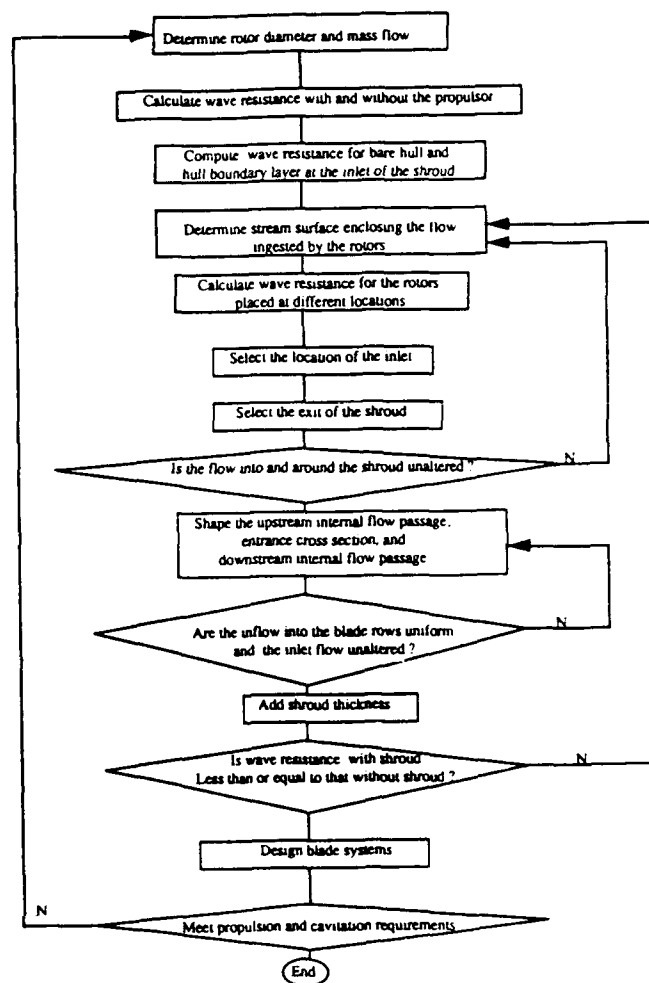 Determine rotor diameter and mass flow
Calculate wave resistance with and without the propulsor
Compute wave resistance for bare hull and
hull boundary layer at the inlet of the shroud
Determine stream surface enclosing the flow
ingested by the rotors
Calculate wave resistance for the rotors
placed at different locations
Select the location of the inlet
Select the exit of the shroud
Is the flow into and around the shroud unaltered ?
N
Shape the upstream internal flow passage,
entrance cross section, and
downstream internal flow passage
Are the inflow into the blade rows uniform
and the inlet flow unaltered ?
N
Add shroud thickness
Is wave resistance with shroud
Less than or equal to that without shroud ?
N
Design blade systems
N
Meet propulsion and cavitation requirements
End